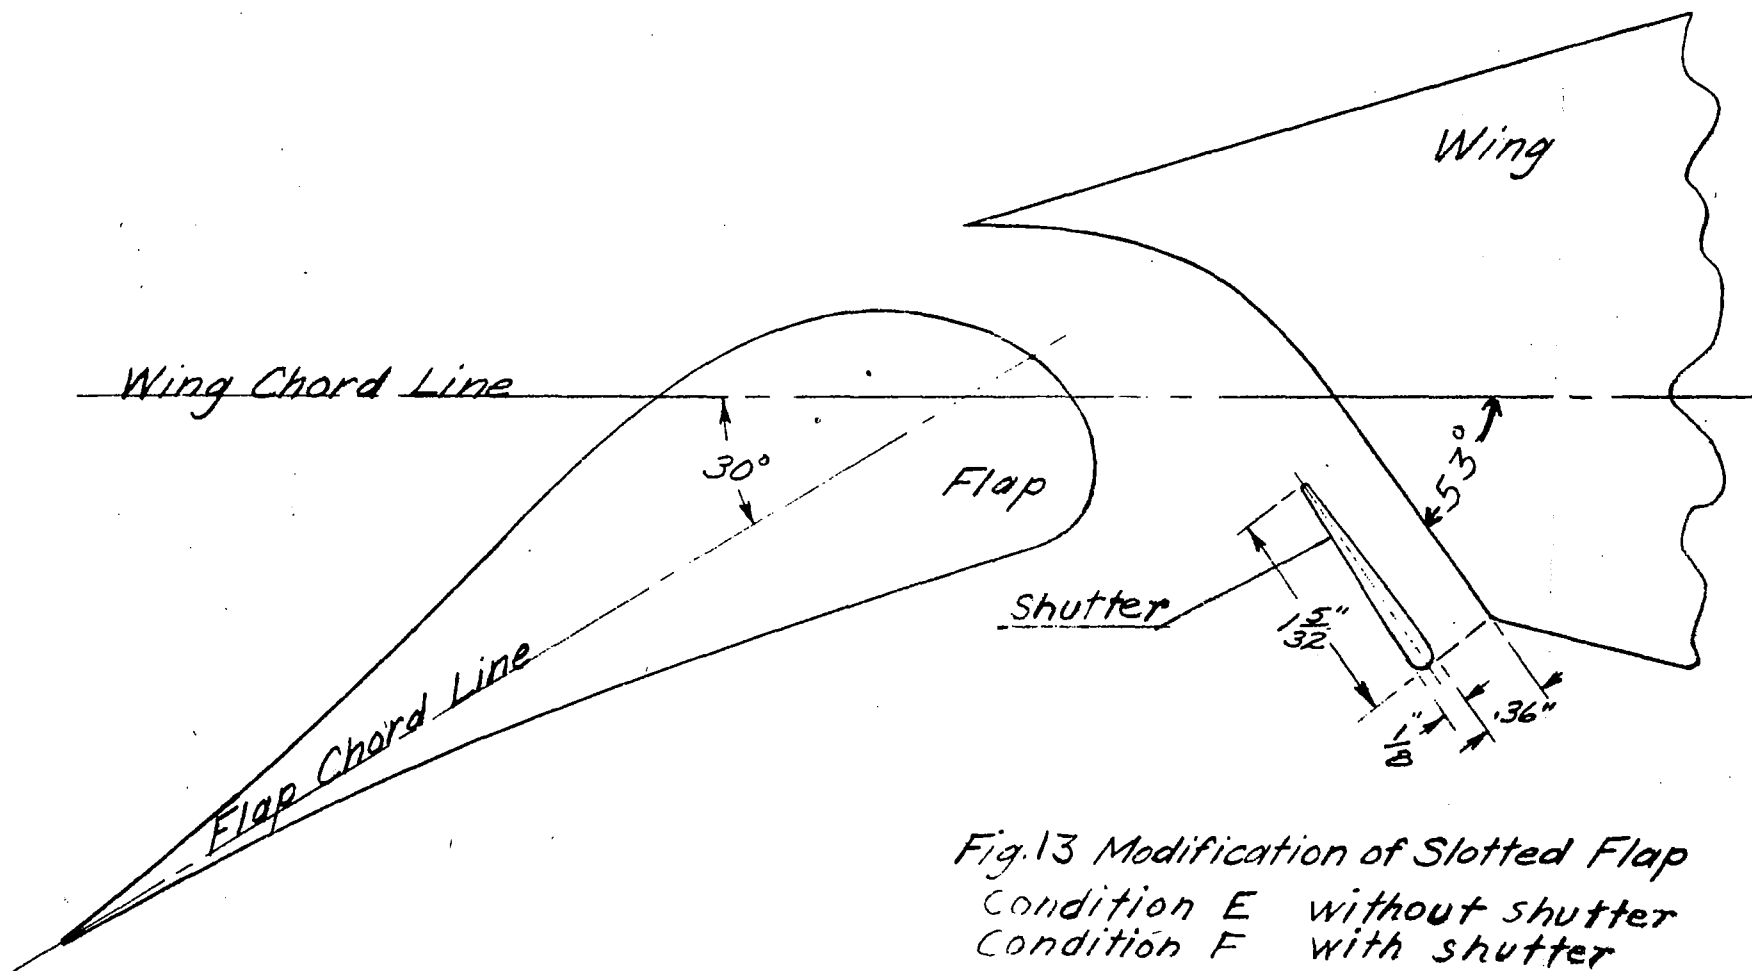 Wing
Wing Chord Line
30°
Flap
53°
Shutter
1 5/32"
.36"
1/8"
Flap Chord Line
Fig.13 Modification of Slotted Flap
Condition E without shutter
Condition F with shutter